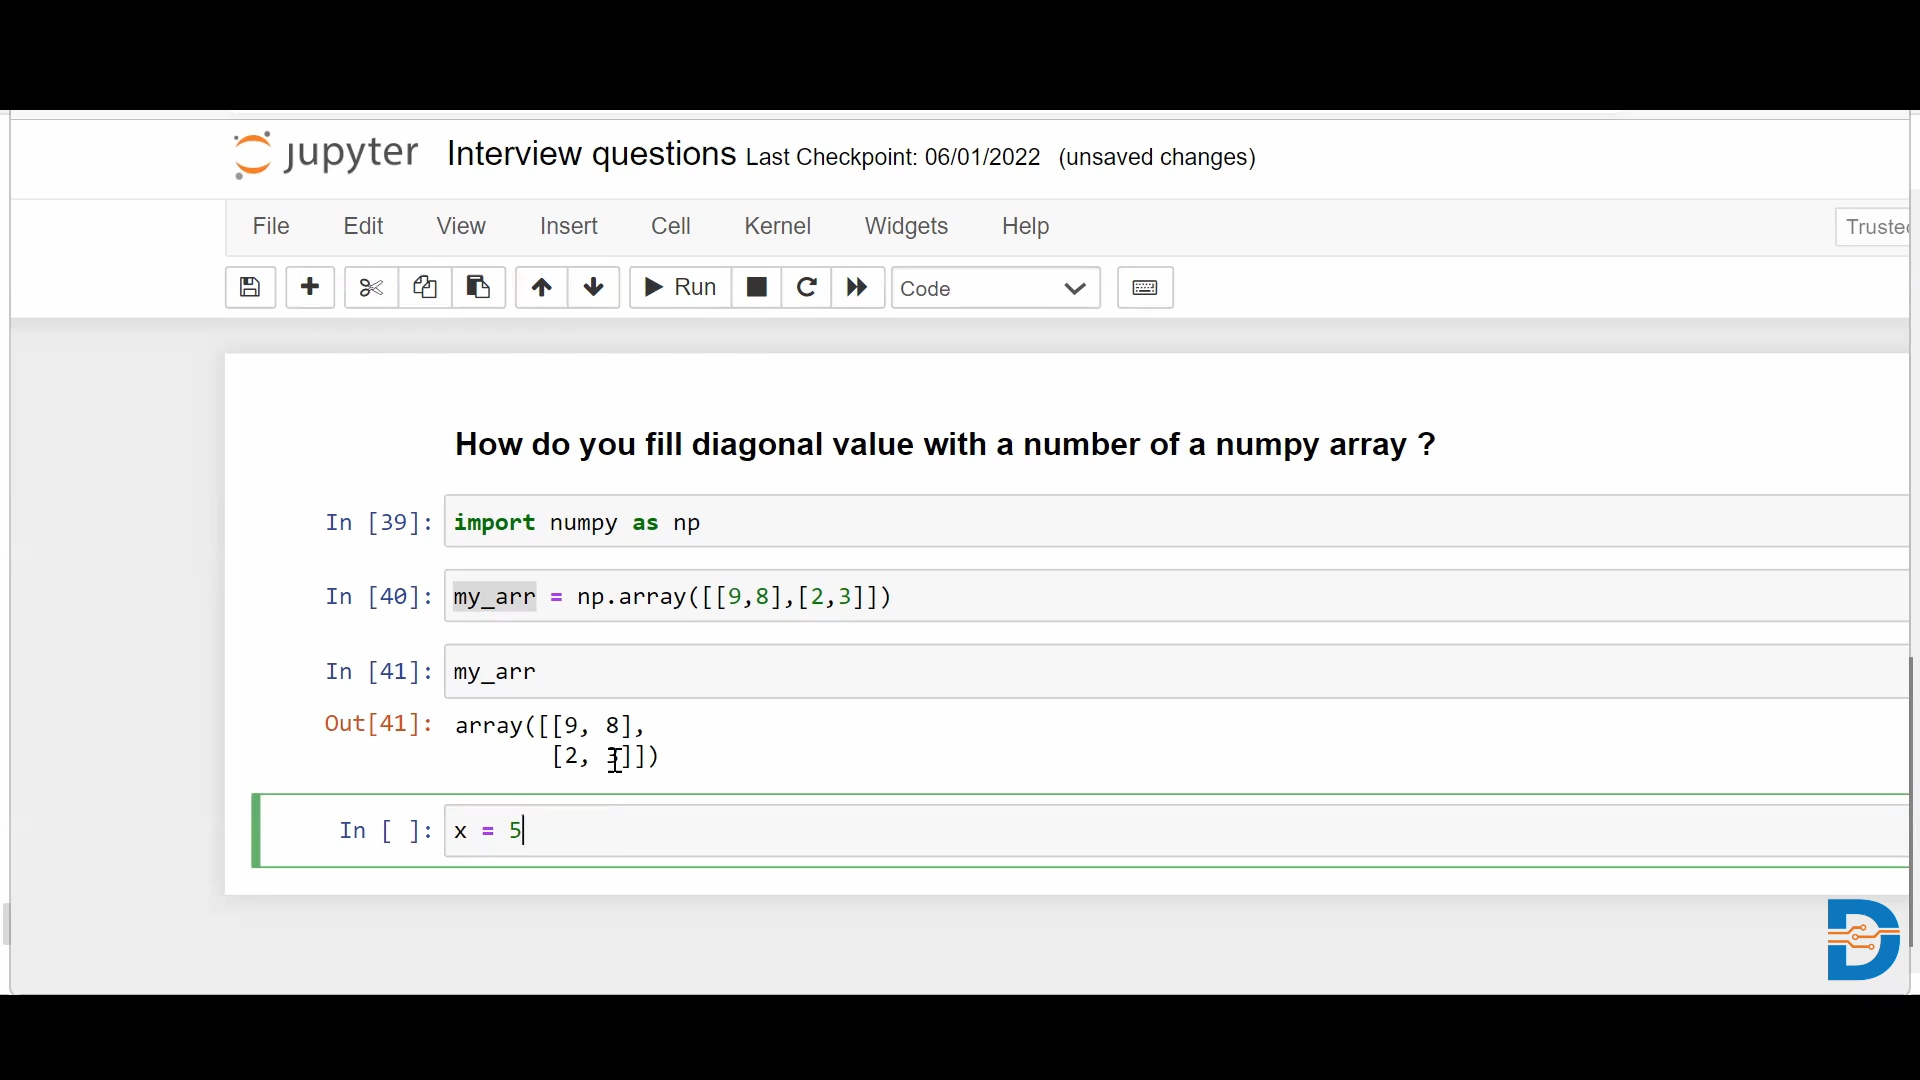 jupyter Interview questions Last Checkpoint: 06/01/2022 (unsaved changes)
File Edit View Insert Cell Kernel Widgets Help Truste
Run Code
How do you fill diagonal value with a number of a numpy array ?
In [39]: import numpy as np
In [40]: my_arr = np.array([[9,8],[2,3]])
In [41]: my_arr
Out[41]: array([[9, 8],
[2, 3]])
In [ ]: x = 5
D